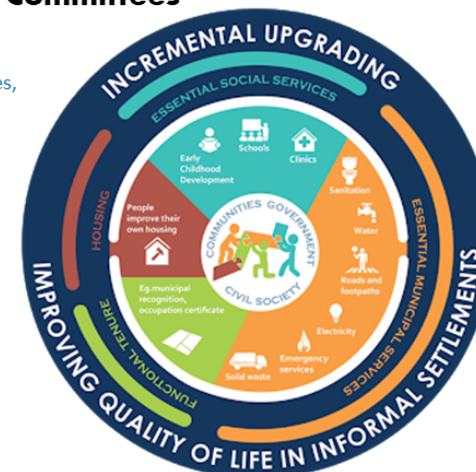 Committees
es,
INCREMENTAL UPGRADING
ESSENTIAL SOCIAL SERVICES
Early
Childhood
Development
Schools
Clinics
Sanitation
Water
Roads and
footpaths
Electricity
Emergency
services
Solid waste
ESSENTIAL MUNICIPAL SERVICES
HOUSING
People
improve their
own housing
Eg.municipal
recognition,
occupation certificate
FUNCTIONAL TENURE
COMMUNITIES GOVERNMENT
CIVIL SOCIETY
IMPROVING QUALITY OF LIFE IN INFORMAL SETTLEMENTS